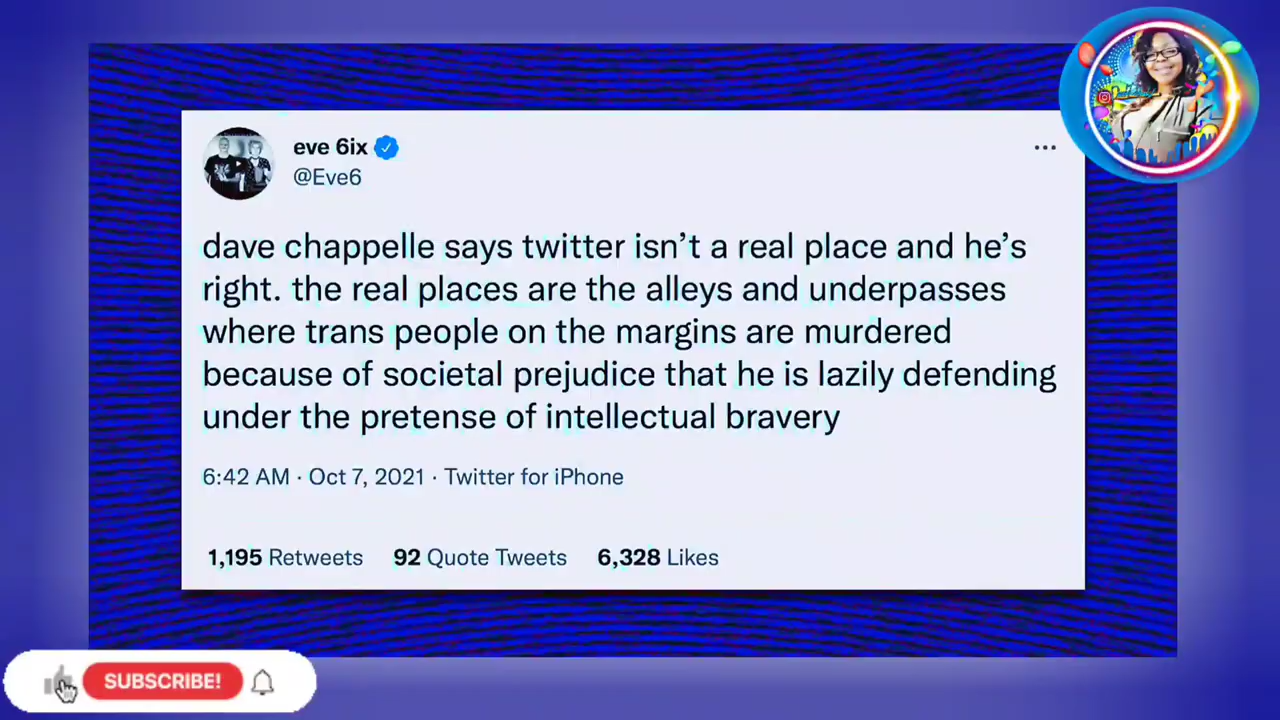 eve 6ix
@Eve6
dave chappelle says twitter isn't a real place and he's
right. the real places are the alleys and underpasses
where trans people on the margins are murdered
because of societal prejudice that he is lazily defending
under the pretense of intellectual bravery
6:42 AM · Oct 7, 2021 · Twitter for iPhone
1,195 Retweets 92 Quote Tweets 6,328 Likes
SUBSCRIBE!